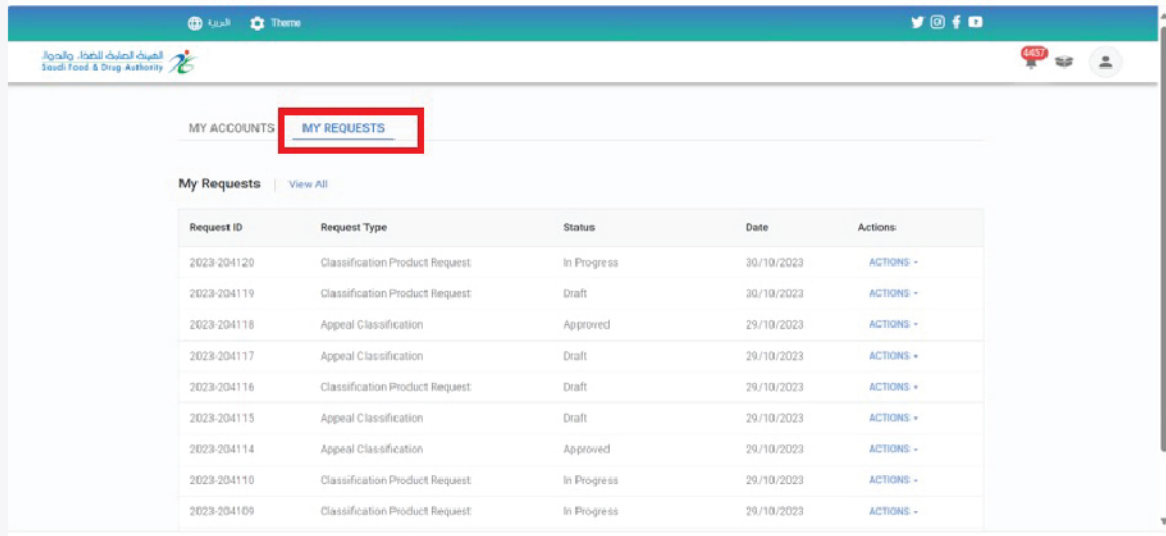 العربية Theme
الهيئة العامة للغذاء والدواء
Saudi Food & Drug Authority
4457
MY ACCOUNTS MY REQUESTS
My Requests | View All
Request ID Request Type Status Date Actions
2023-204120 Classification Product Request In Progress 30/10/2023 ACTIONS
2023-204119 Classification Product Request Draft 30/10/2023 ACTIONS
2023-204118 Appeal Classification Approved 29/10/2023 ACTIONS
2023-204117 Appeal Classification Draft 29/10/2023 ACTIONS
2023-204116 Classification Product Request Draft 29/10/2023 ACTIONS
2023-204115 Appeal Classification Draft 29/10/2023 ACTIONS
2023-204114 Appeal Classification Approved 29/10/2023 ACTIONS
2023-204110 Classification Product Request In Progress 29/10/2023 ACTIONS
2023-204109 Classification Product Request In Progress 29/10/2023 ACTIONS